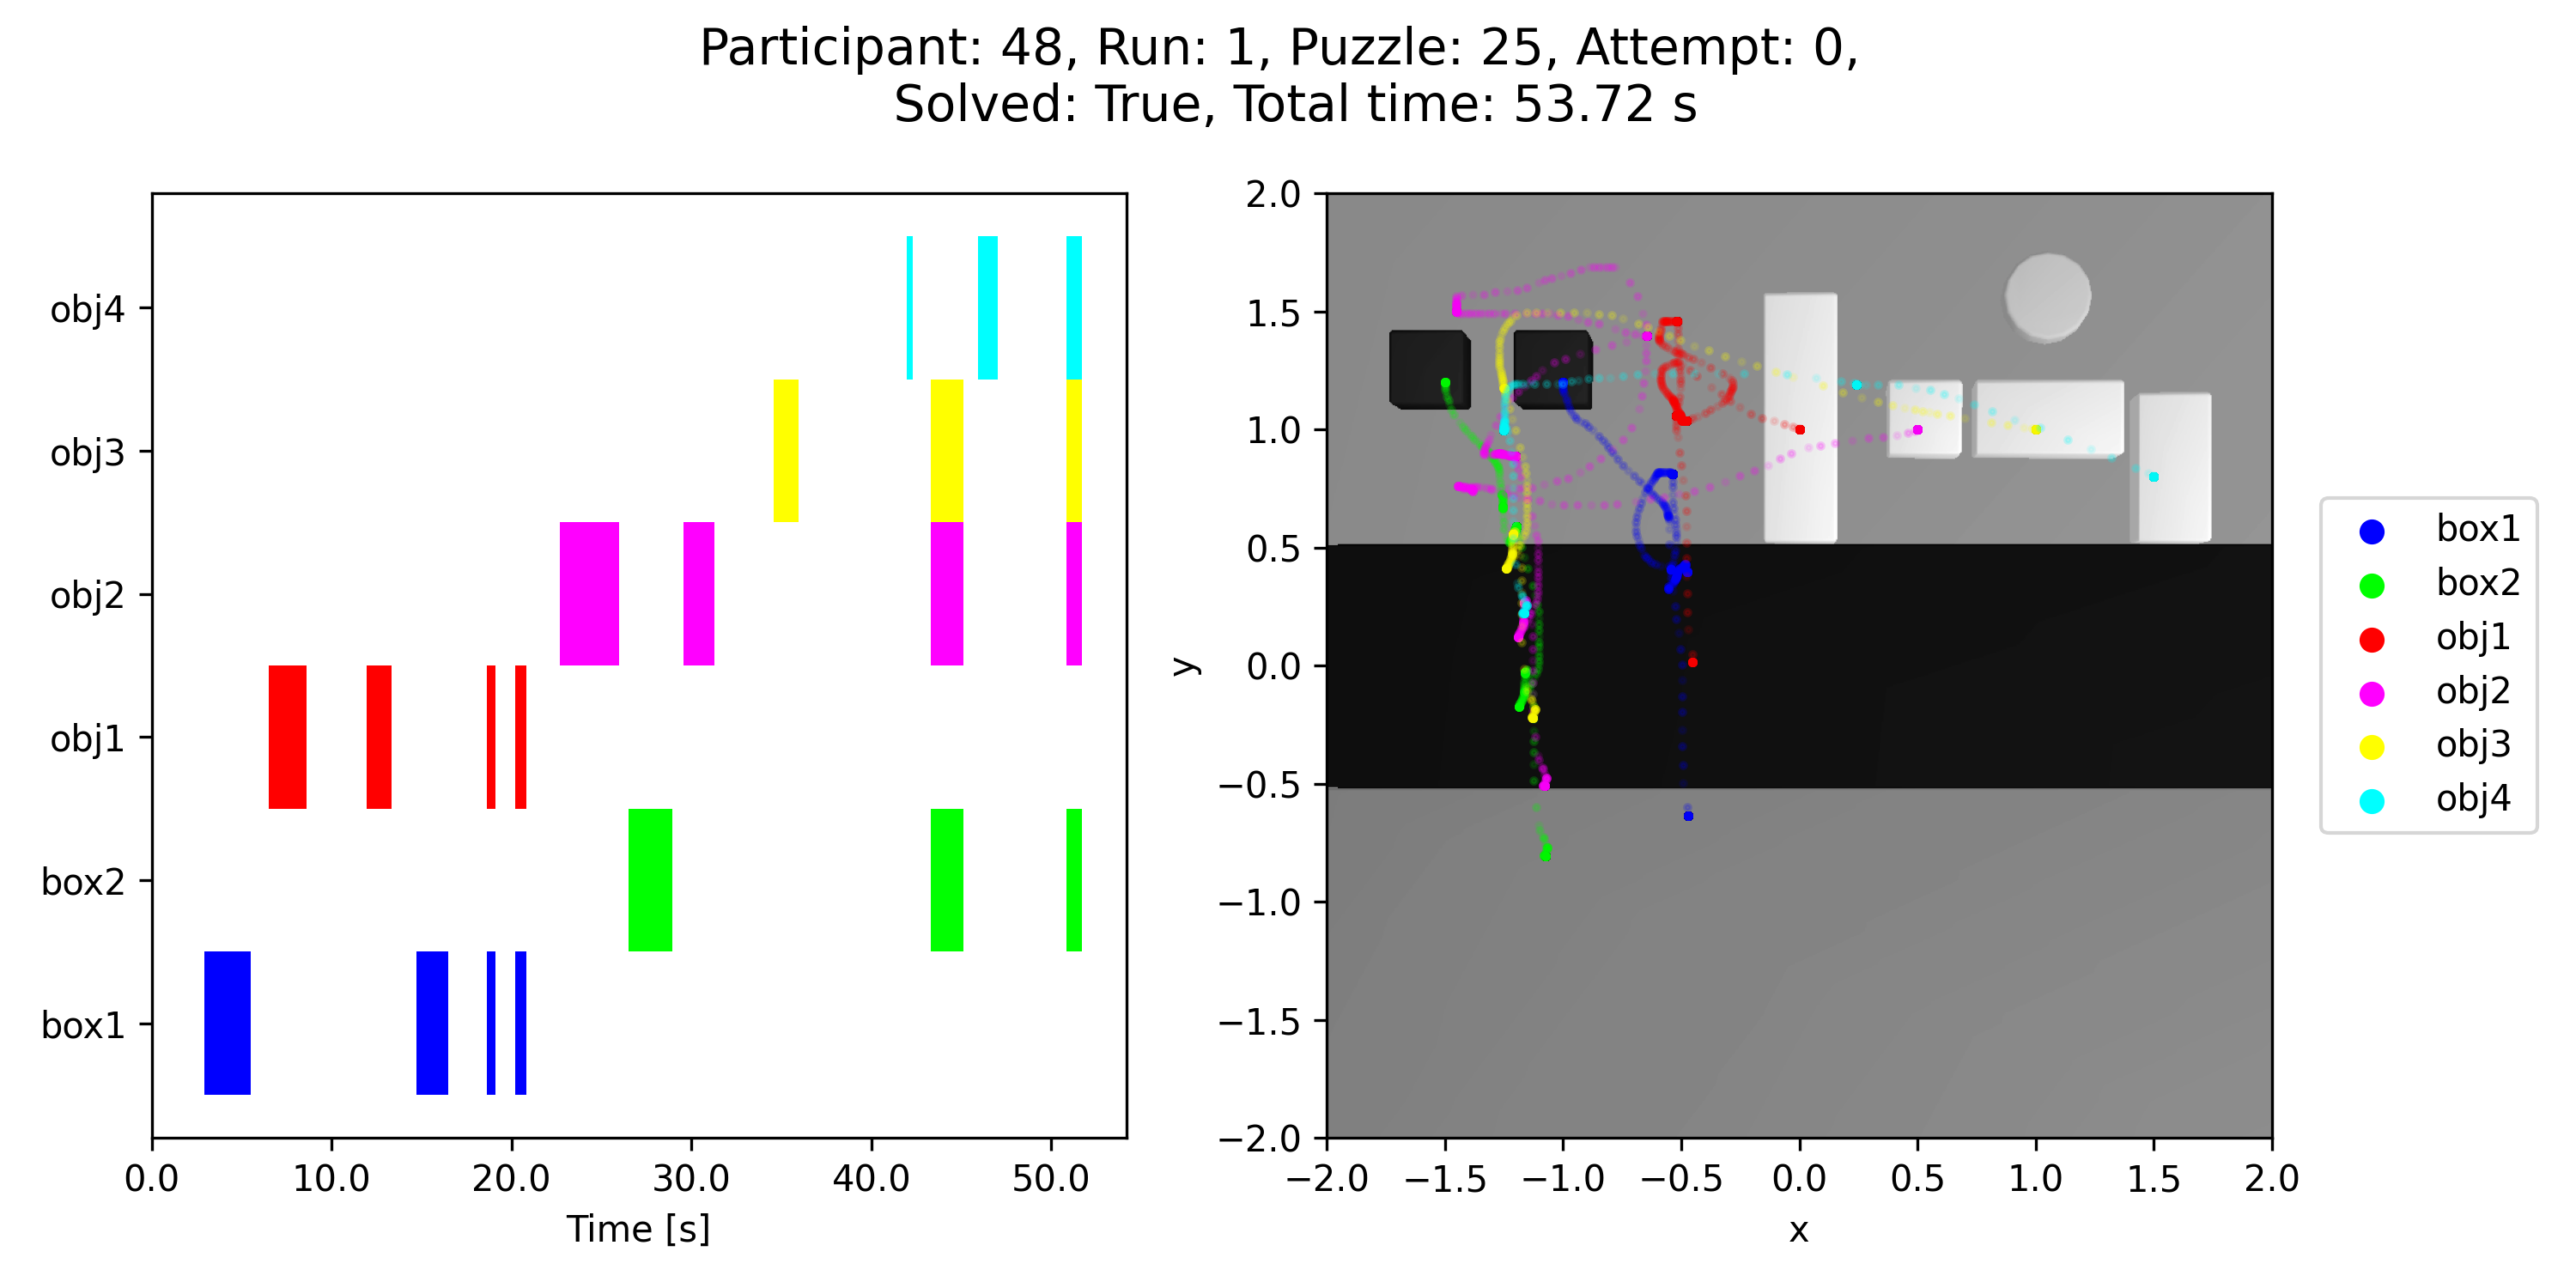 Participant: 48, Run: 1, Puzzle: 25, Attempt: 0,
Solved: True, Total time: 53.72 s
obj4
obj3
obj2
obj1
box2
box1
0.0 10.0 20.0 30.0 40.0 50.0
Time [s]
2.0
1.5
1.0
0.5
0.0
−0.5
−1.0
−1.5
−2.0
y
−2.0 −1.5 −1.0 −0.5 0.0 0.5 1.0 1.5 2.0
x
box1
box2
obj1
obj2
obj3
obj4